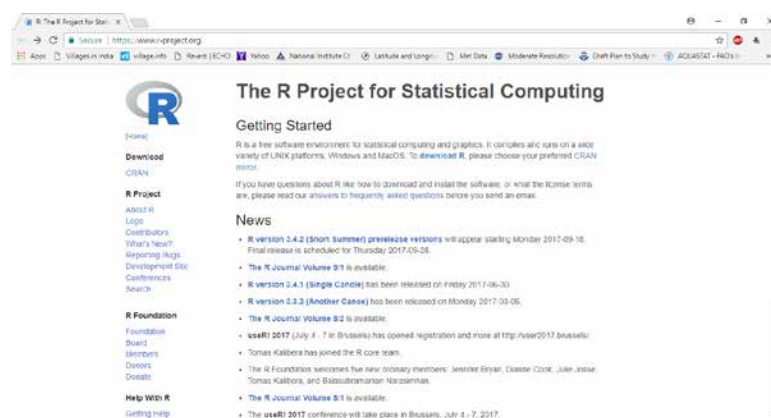 R: The R Project for Stati
Secure | https://www.r-project.org
Apps Villages in India village info Revert (ECHO Yahoo National Institute Of Latitude and Longitu Met Data Moderate Resolution Draft Plan to Study AQUASTAT - FAO's
R
[Home]
Download
CRAN
R Project
About R
Logo
Contributors
What's New?
Reporting Bugs
Development Site
Conferences
Search
R Foundation
Foundation
Board
Members
Donors
Donate
Help With R
Getting Help
The R Project for Statistical Computing
Getting Started
R is a free software environment for statistical computing and graphics. It compiles and runs on a wide
variety of UNIX platforms, Windows and MacOS. To download R, please choose your preferred CRAN
mirror.
If you have questions about R like how to download and install the software, or what the license terms
are, please read our answers to frequently asked questions before you send an email.
News
• R version 3.4.2 (Short Summer) prerelease versions will appear starting Monday 2017-09-18.
Final release is scheduled for Thursday 2017-09-28.
• The R Journal Volume 9/1 is available.
• R version 3.4.1 (Single Candle) has been released on Friday 2017-06-30.
• R version 3.3.3 (Another Canoe) has been released on Monday 2017-03-06.
• The R Journal Volume 8/2 is available.
• useR! 2017 (July 4 - 7 in Brussels) has opened registration and more at http://user2017.brussels/
• Tomas Kalibera has joined the R core team.
• The R Foundation welcomes five new ordinary members: Jennifer Bryan, Dianne Cook, Julie Josse,
Tomas Kalibera, and Balasubramanian Narasimhan.
• The R Journal Volume 8/1 is available.
• The useR! 2017 conference will take place in Brussels, July 4 - 7, 2017.